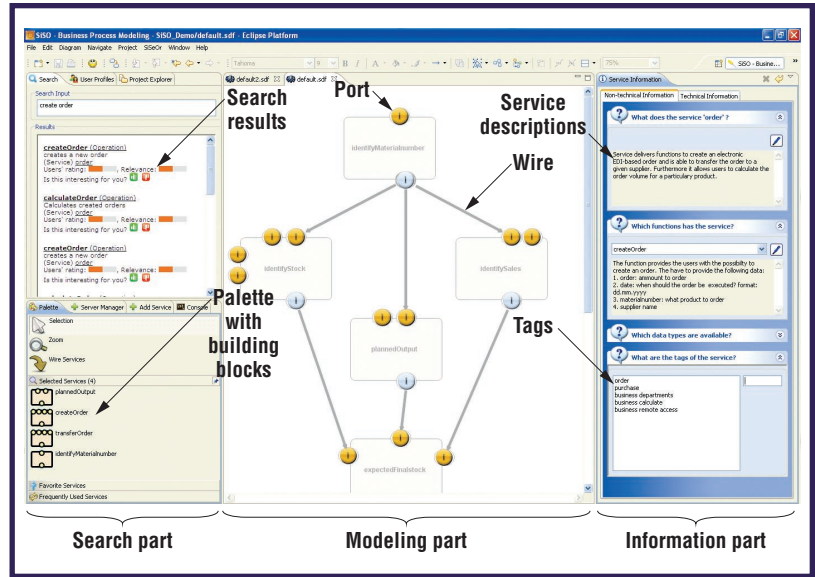 SISO - Business Process Modeling - SISO_Demo/default.sdf - Eclipse Platform
File Edit Diagram Navigate Project SiSeOr Window Help
Tahoma 9 B I A 75% SISO - Busine... »
Search User Profiles Project Explorer
Search Input
create order
Results
createOrder (Operation)
creates a new order
(Service) order
Users' rating: , Relevance:
Is this interesting for you?
calculateOrder (Operation)
Calculates created orders
(Service) order
Users' rating: , Relevance:
Is this interesting for you?
createOrder (Operation)
creates a new order
(Service) order
Users' rating: , Relevance:
Is this interesting for you?
Palette Server Manager Add Service Console
Selection
Zoom
Wire Services
Selected Services (4)
plannedOutput
createOrder
transferOrder
identifyMaterialnumber
Favorite Services
Frequently Used Services
Search
results
Palette
with
building
blocks
default2.sdf default.sdf
Port
identifyMaterialnumber
Wire
identifyStock
identifySales
plannedOutput
expectedFinalstock
Service
descriptions
Tags
Service Information
Non-technical Information Technical Information
What does the service 'order' ?
Service delivers functions to create an electronic
EDI-based order and is able to transfer the order to a
given supplier. Furthermore it allows users to calculate the
order volume for a particulary product.
Which functions has the service?
createOrder
The function provides the users with the possibilty to
create an order. The have to provide the following data:
1. order: ammount to order
2. date: when should the order be executed? format:
dd.mm.yyyy
3. materialnumber: what product to order
4. supplier name
Which data types are available?
What are the tags of the service?
order
purchase
business departments
business calculate
business remote access
Search part
Modeling part
Information part